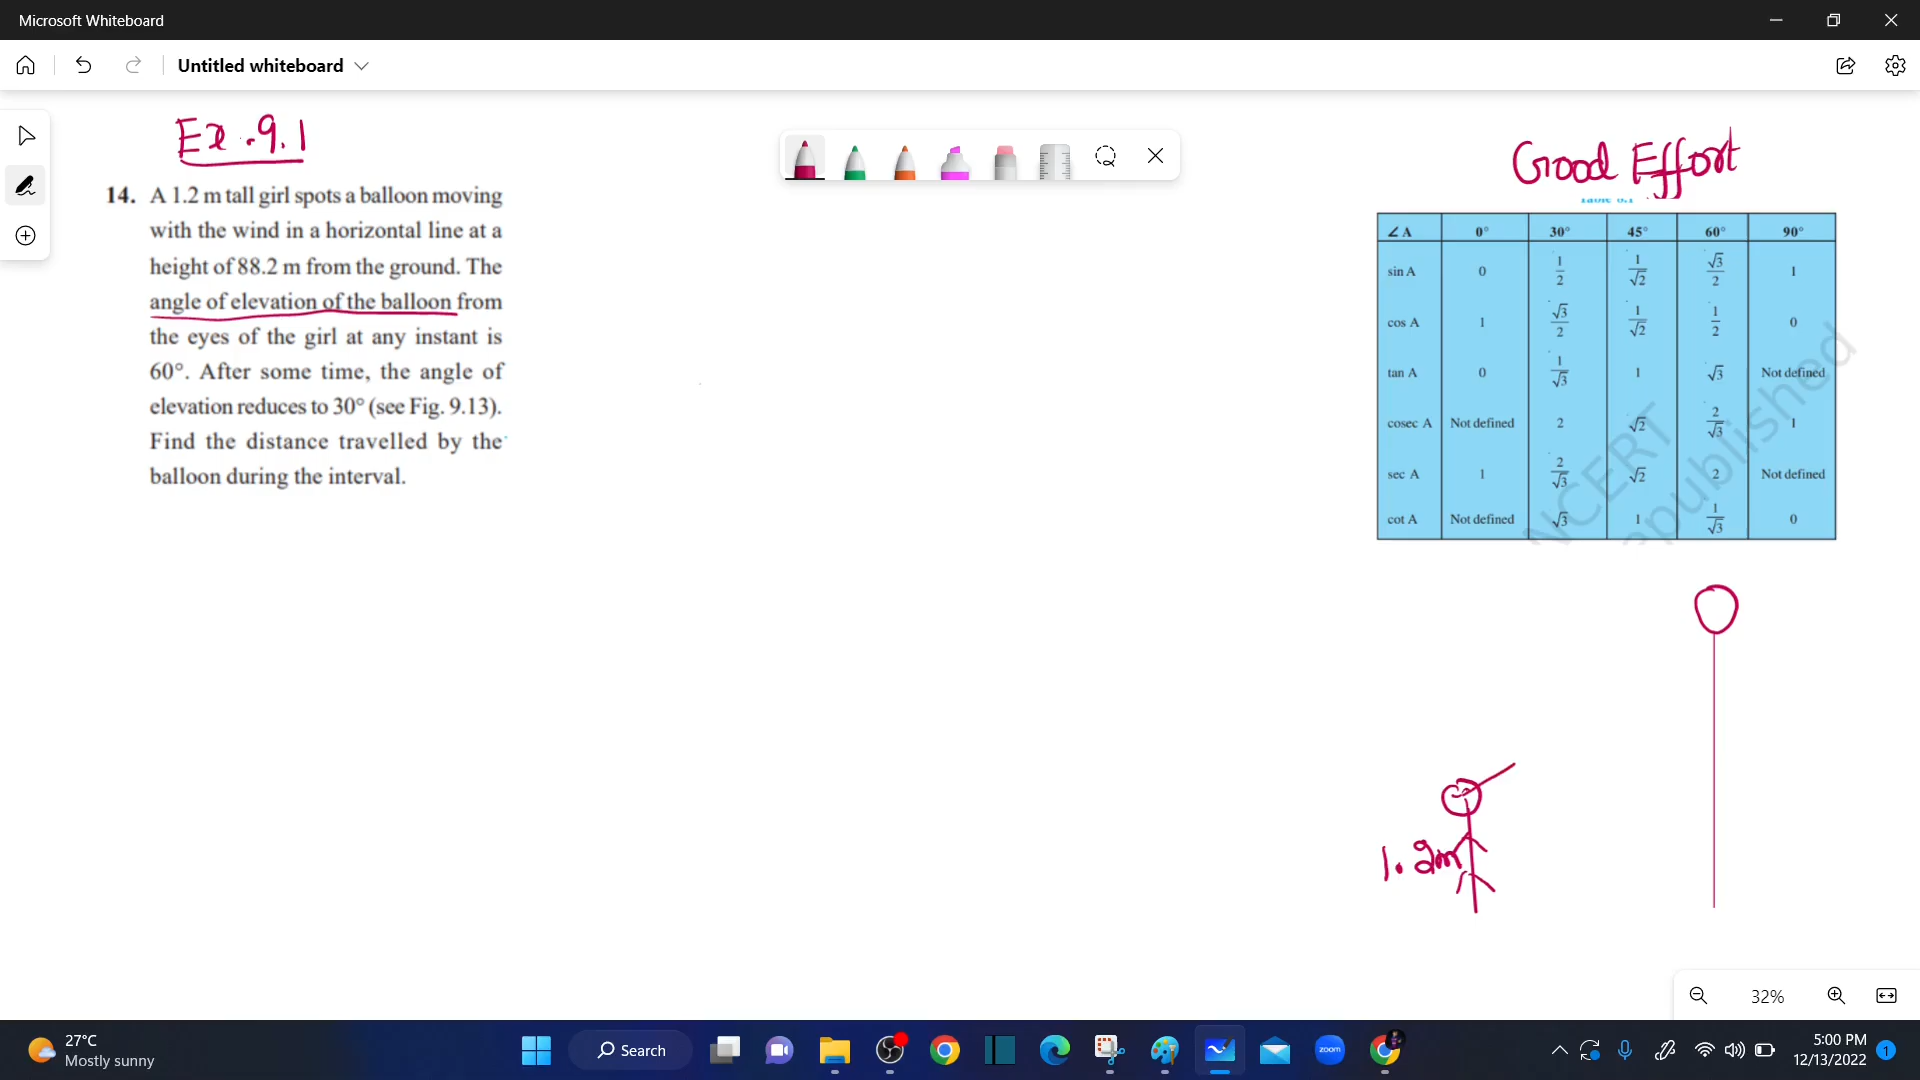 Microsoft Whiteboard
Untitled whiteboard
Ex. 9.1
Good Effort
14. A 1.2 m tall girl spots a balloon moving
with the wind in a horizontal line at a
height of 88.2 m from the ground. The
angle of elevation of the balloon from
the eyes of the girl at any instant is
60°. After some time, the angle of
elevation reduces to 30° (see Fig. 9.13).
Find the distance travelled by the
balloon during the interval.
∠A 0° 30° 45° 60° 90°
sin A 0 1/2 1/√2 √3/2 1
cos A 1 √3/2 1/√2 1/2 0
tan A 0 1/√3 1 √3 Not defined
cosec A Not defined 2 √2 2/√3 1
sec A 1 2/√3 √2 2 Not defined
cot A Not defined √3 1 1/√3 0
NCERT
republished
1.2m
32%
27°C
Mostly sunny
Search
zoom
5:00 PM
12/13/2022
1